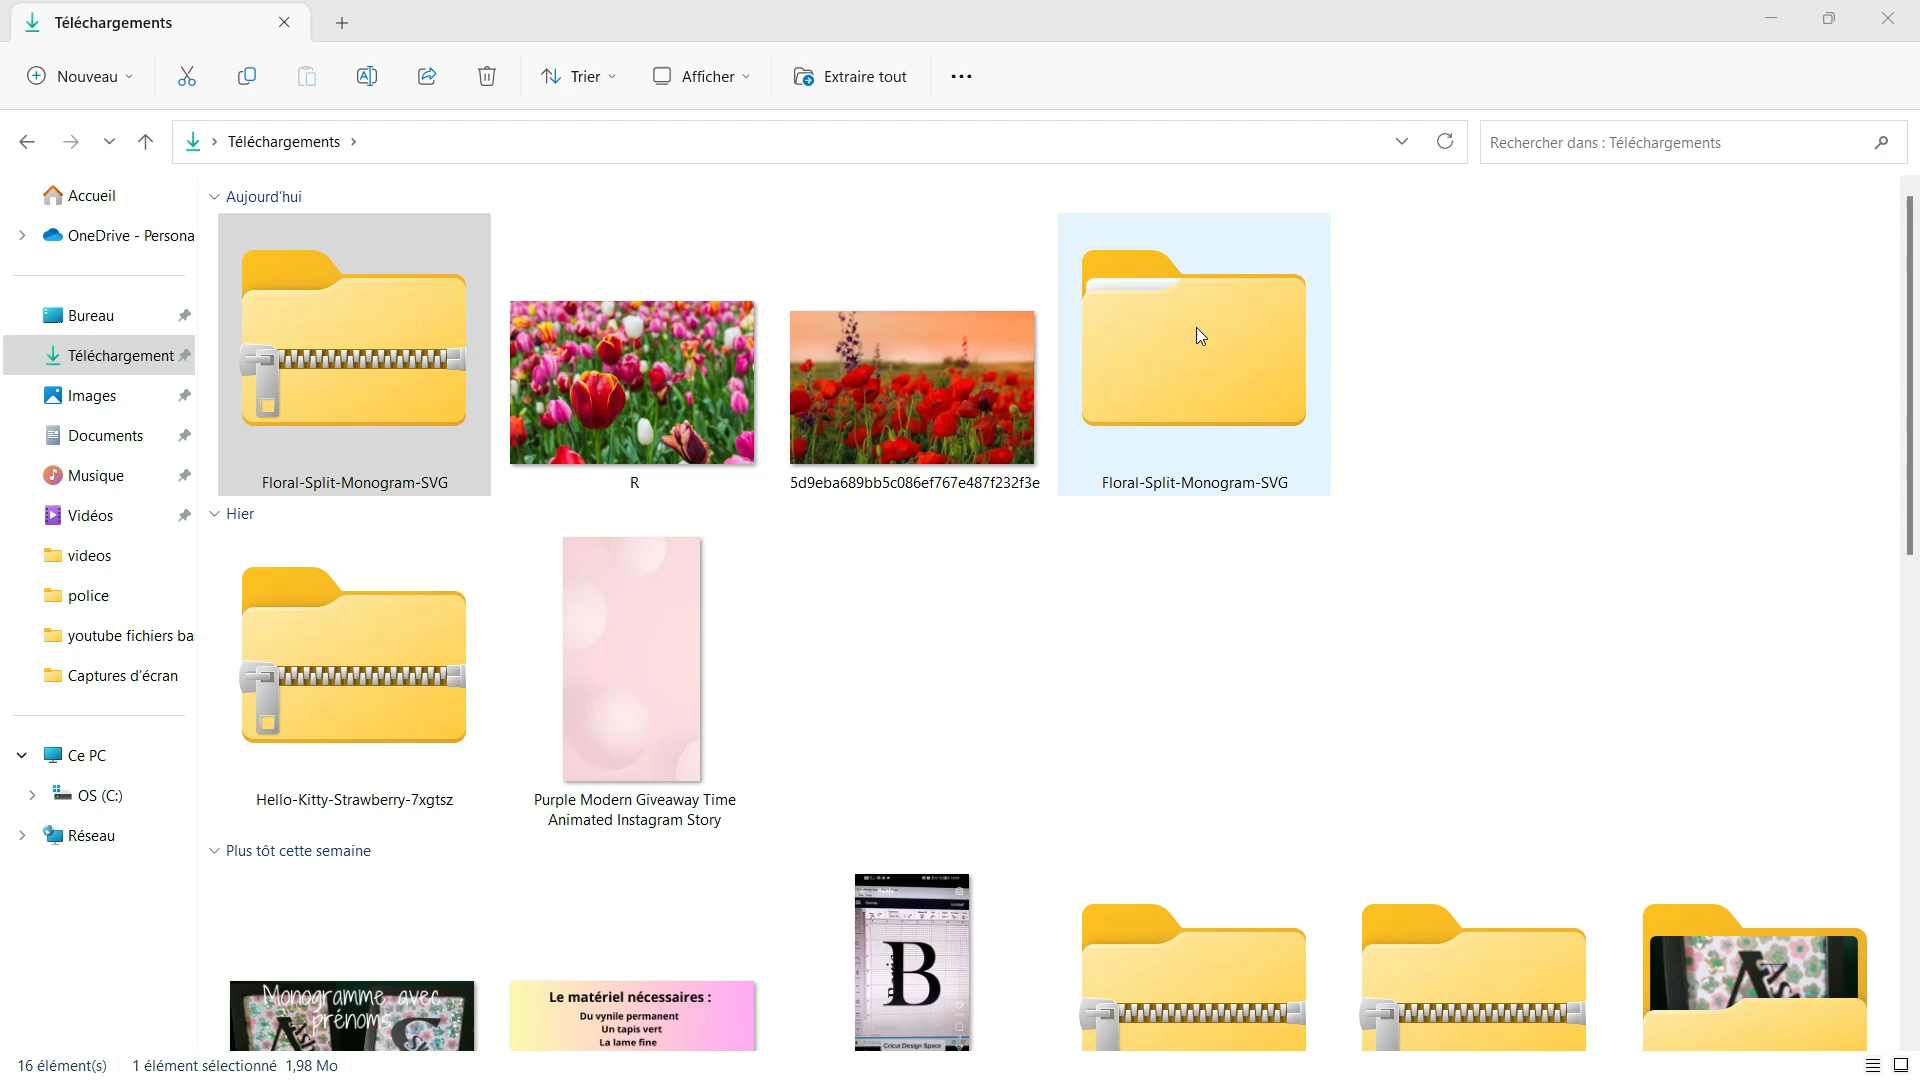 Téléchargements
Nouveau
Trier
Afficher
Extraire tout
Téléchargements
Rechercher dans : Téléchargements
Accueil
OneDrive - Persona
Bureau
Téléchargement
Images
Documents
Musique
Vidéos
videos
police
youtube fichiers ba
Captures d'écran
Ce PC
OS (C:)
Réseau
Aujourd'hui
Floral-Split-Monogram-SVG
R
5d9eba689bb5c086ef767e487f232f3e
Floral-Split-Monogram-SVG
Hier
Hello-Kitty-Strawberry-7xgtsz
Purple Modern Giveaway Time
Animated Instagram Story
Plus tôt cette semaine
Monogramme avec
prénoms
Le matériel nécessaires :
Du vynile permanent
Un tapis vert
La lame fine
B
Cricut Design Space
16 élément(s)
1 élément sélectionné 1,98 Mo